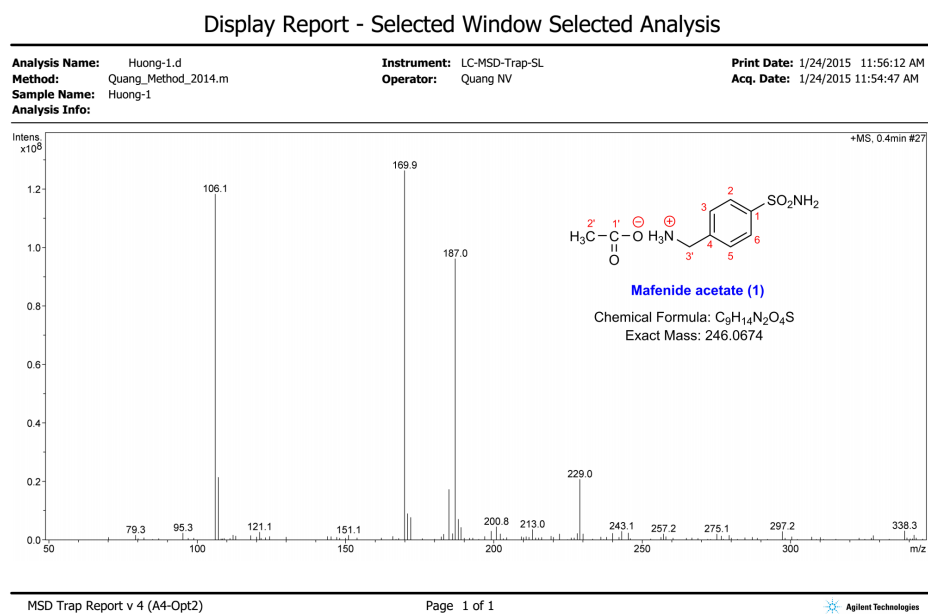 Display Report - Selected Window Selected Analysis
Analysis Name: Huong-1.d Instrument: LC-MSD-Trap-SL Print Date: 1/24/2015 11:56:12 AM
Method: Quang_Method_2014.m Operator: Quang NV Acq. Date: 1/24/2015 11:54:47 AM
Sample Name: Huong-1
Analysis Info:
Intens.
x10⁸
+MS, 0.4min #27
169.9
106.1
1.2
187.0
1.0
0.8
0.6
0.4
0.2
0.0
229.0
79.3
95.3
121.1
151.1
200.8
213.0
243.1
257.2
275.1
297.2
338.3
50 100 150 200 250 300 m/z
2
3 SO₂NH₂
2' 1' ⊖ ⊕ 1
H₃C C O H₃N 4 6
O 3' 5
Mafenide acetate (1)
Chemical Formula: C₉H₁₄N₂O₄S
Exact Mass: 246.0674
MSD Trap Report v 4 (A4-Opt2) Page 1 of 1 Agilent Technologies